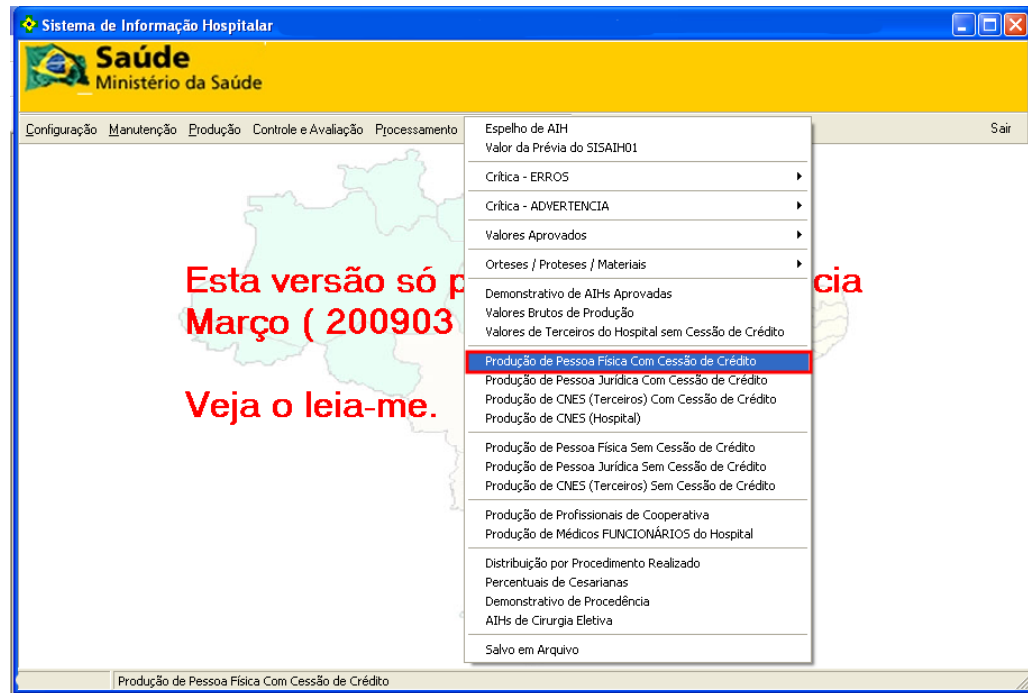 Sistema de Informação Hospitalar
Saúde
Ministério da Saúde
Configuração Manutenção Produção Controle e Avaliação Processamento
Sair
Espelho de AIH
Valor da Prévia do SISAIH01
Crítica - ERROS
Crítica - ADVERTENCIA
Valores Aprovados
Orteses / Proteses / Materiais
Demonstrativo de AIHs Aprovadas
Valores Brutos de Produção
Valores de Terceiros do Hospital sem Cessão de Crédito
Produção de Pessoa Física Com Cessão de Crédito
Produção de Pessoa Jurídica Com Cessão de Crédito
Produção de CNES (Terceiros) Com Cessão de Crédito
Produção de CNES (Hospital)
Produção de Pessoa Física Sem Cessão de Crédito
Produção de Pessoa Jurídica Sem Cessão de Crédito
Produção de CNES (Terceiros) Sem Cessão de Crédito
Produção de Profissionais de Cooperativa
Produção de Médicos FUNCIONÁRIOS do Hospital
Distribuição por Procedimento Realizado
Percentuais de Cesarianas
Demonstrativo de Procedência
AIHs de Cirurgia Eletiva
Salvo em Arquivo
Esta versão só p cia
Março ( 200903
Veja o leia-me.
Produção de Pessoa Física Com Cessão de Crédito